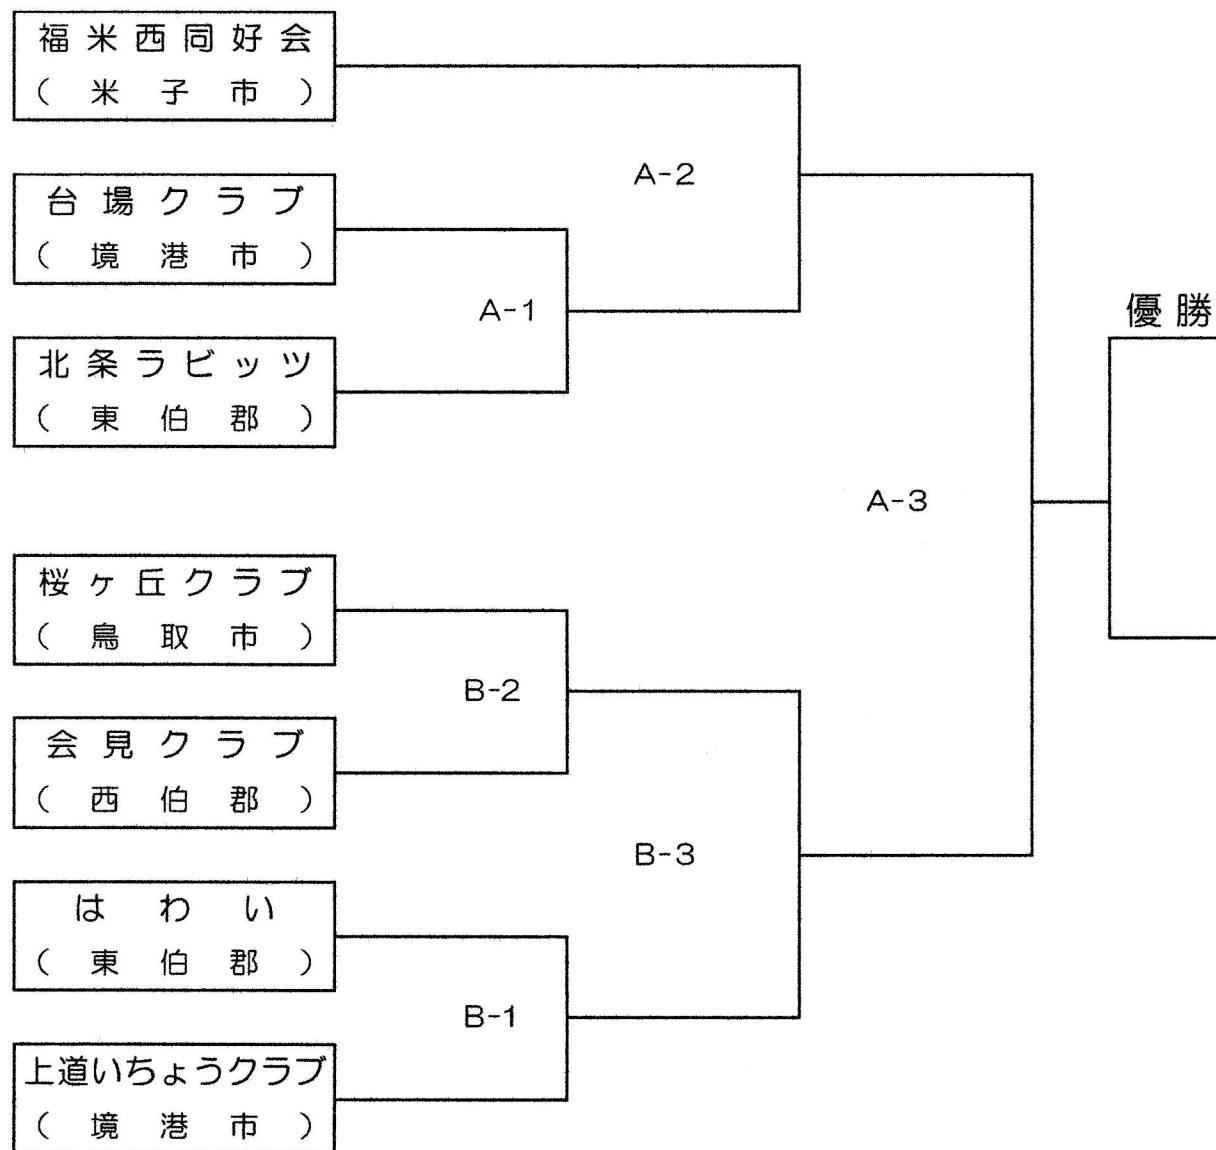 福米西同好会
（米子市）
A-2
台場クラブ
（境港市）
A-1
優勝
北条ラビッツ
（東伯郡）
A-3
桜ヶ丘クラブ
（鳥取市）
B-2
会見クラブ
（西伯郡）
B-3
はわい
（東伯郡）
B-1
上道いちょうクラブ
（境港市）